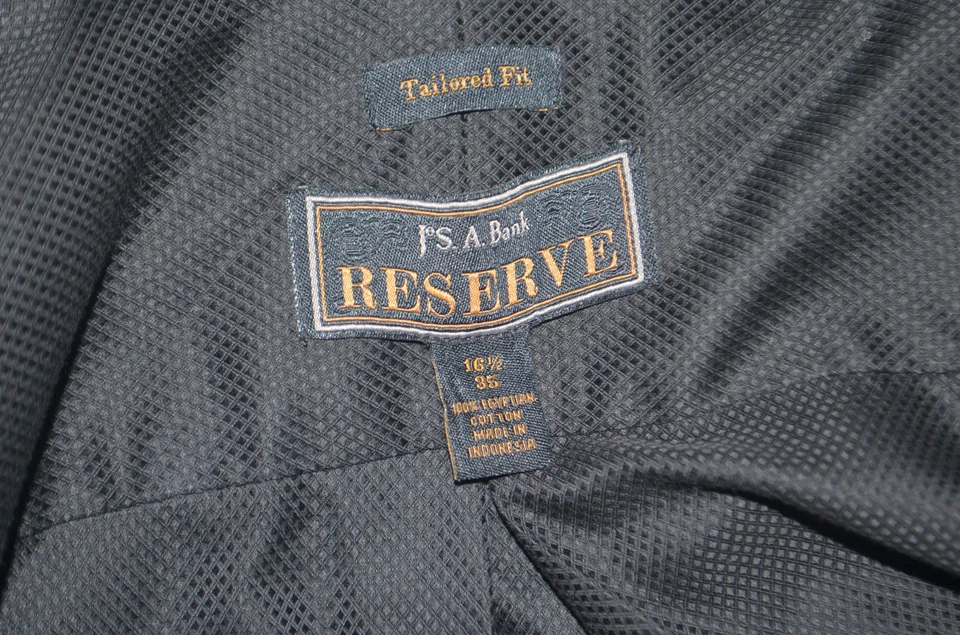 Tailored Fit
JoS. A. Bank
RESERVE
16½
35
100% EGYPTIAN
COTTON
MADE IN
INDONESIA